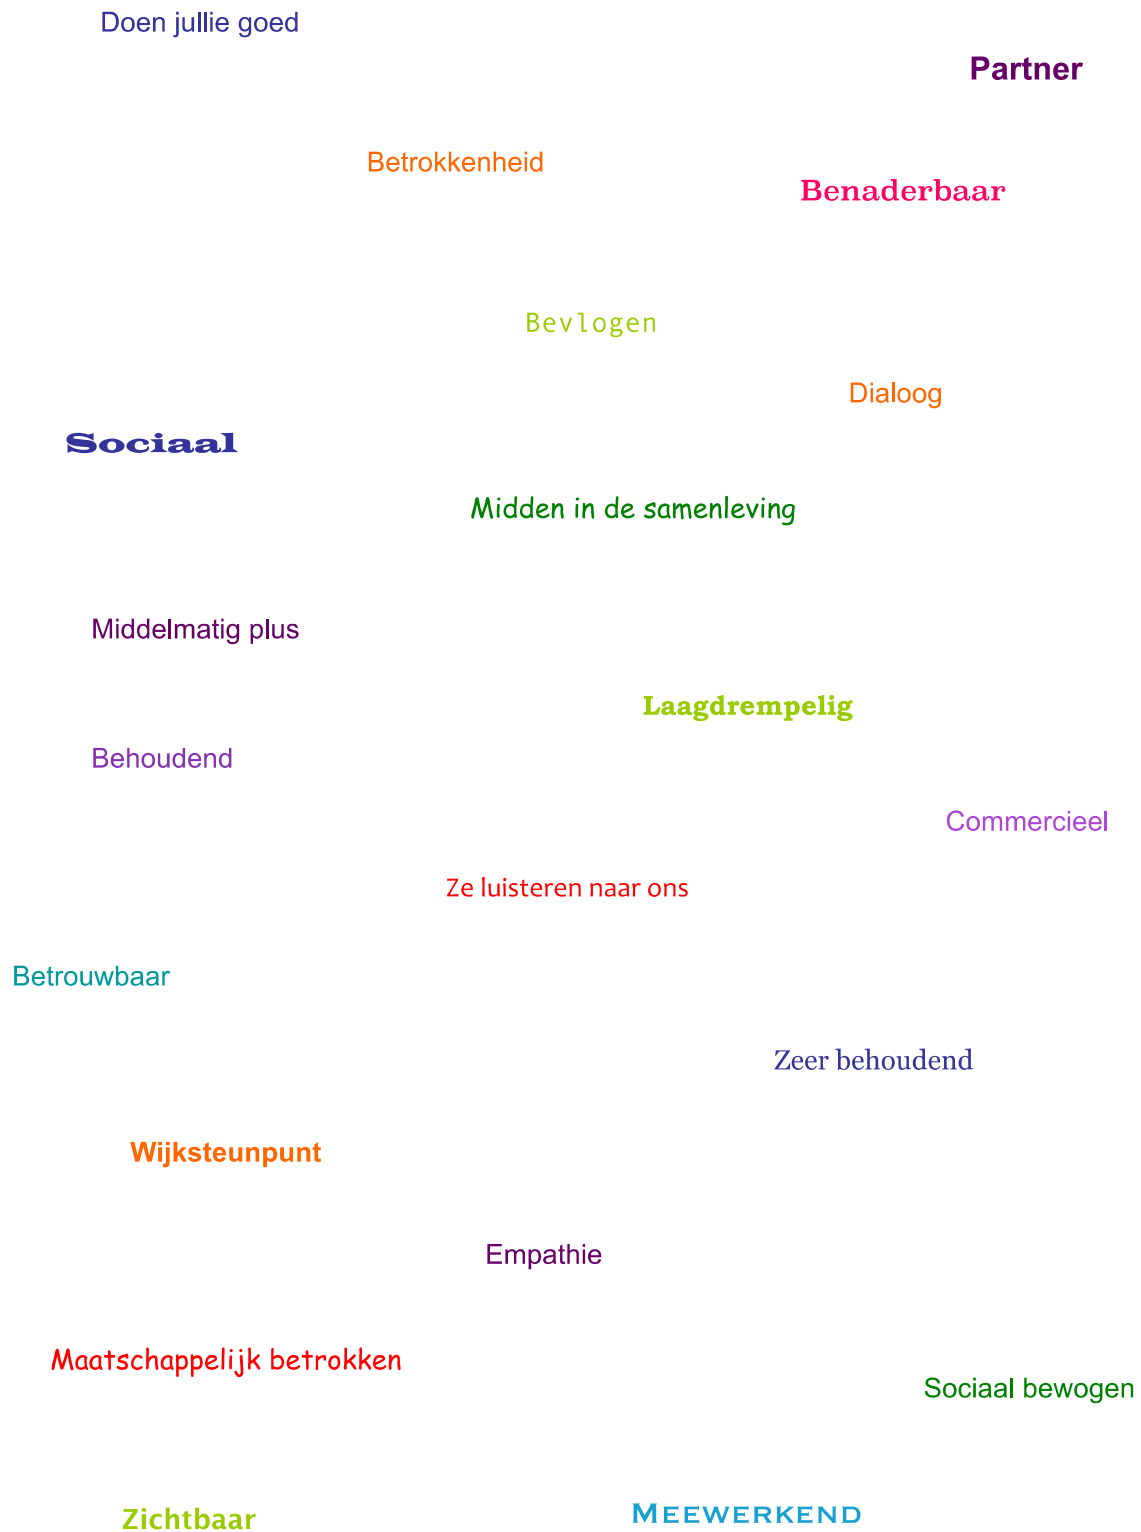 Doen jullie goed
Partner
Betrokkenheid
Benaderbaar
Bevlogen
Dialoog
Sociaal
Midden in de samenleving
Middelmatig plus
Laagdrempelig
Behoudend
Commercieel
Ze luisteren naar ons
Betrouwbaar
Zeer behoudend
Wijksteunpunt
Empathie
Maatschappelijk betrokken
Sociaal bewogen
Zichtbaar
MEEWERKEND